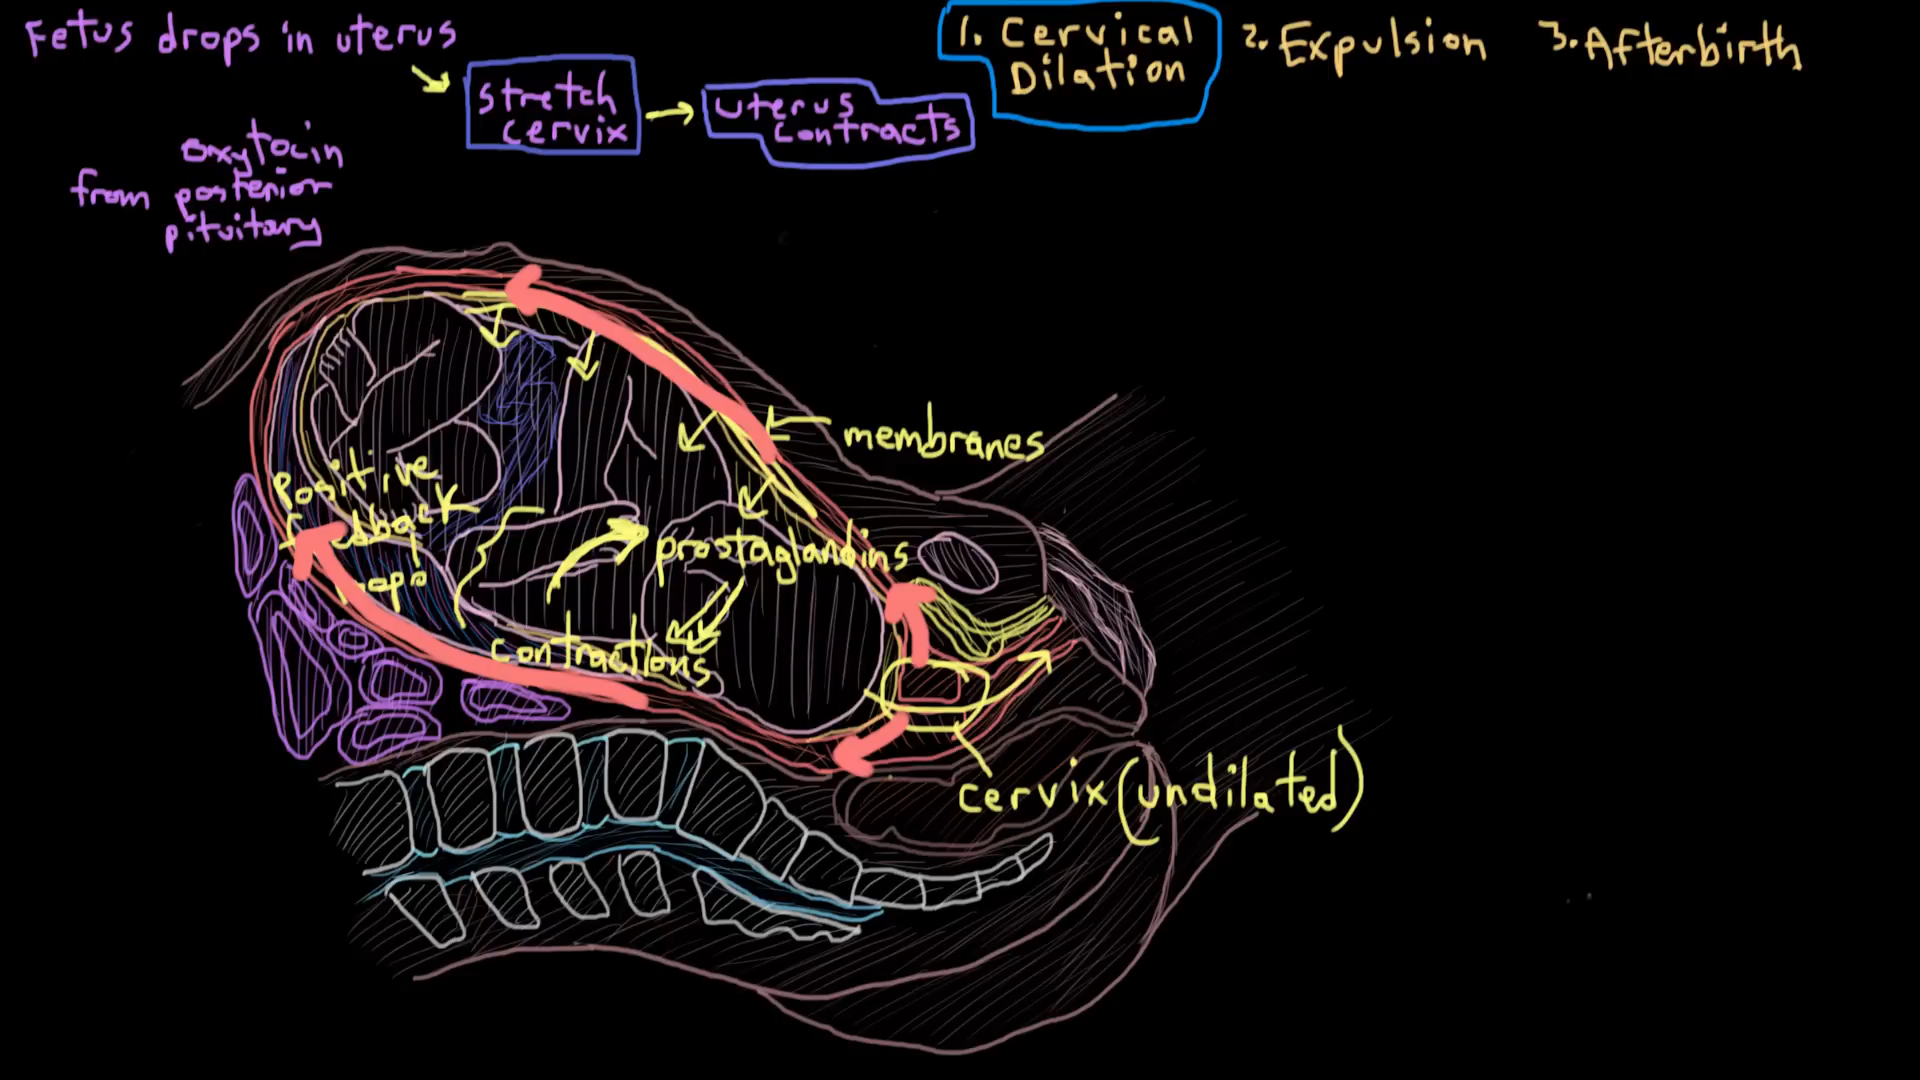 Fetus drops in uterus
stretch
cervix
uterus
contracts
1. Cervical
Dilation
2. Expulsion
3. Afterbirth
oxytocin
from posterior
pituitary
membranes
positive
feedback
prostaglandins
contractions
cervix (undilated)